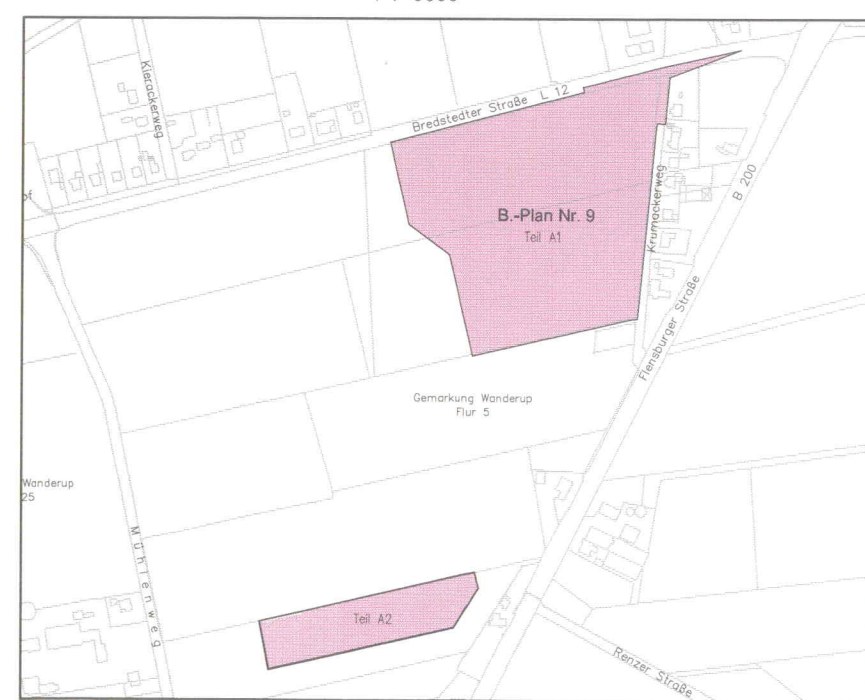 Kierackerweg
Bredstedter Straße L 12
B 200
B.-Plan Nr. 9
Teil A1
Krumackerweg
Flensburger Straße
Gemarkung Wanderup
Flur 5
Wanderup
25
Mühlenweg
Teil A2
Renzer Straße